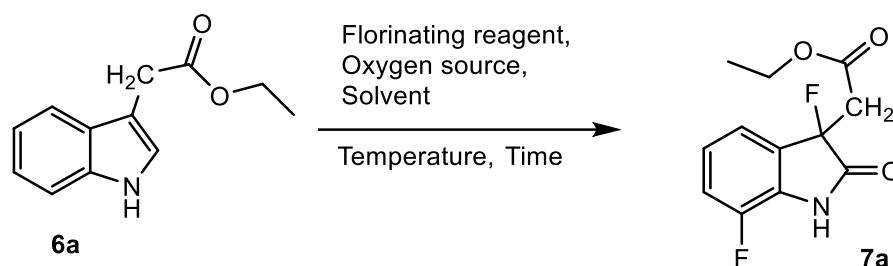 H₂C
O
O
N
H
6a
Florinating reagent,
Oxygen source,
Solvent
Temperature, Time
O
O
F
CH₂
O
N
H
F
7a